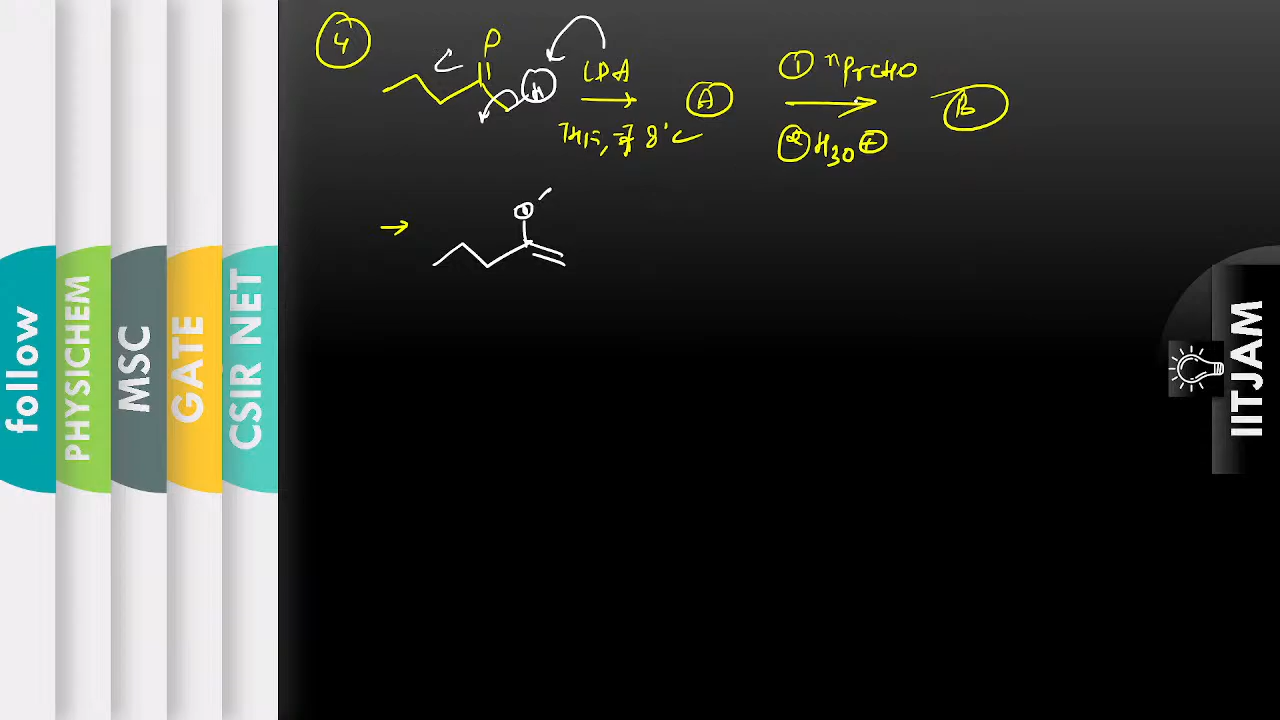 4
O
H
LDA
THF, -78°C
A
① nPrCHO
② H3O⊕
B
→
O
follow
PHYSICHEM
MSC
GATE
CSIR NET
IITJAM